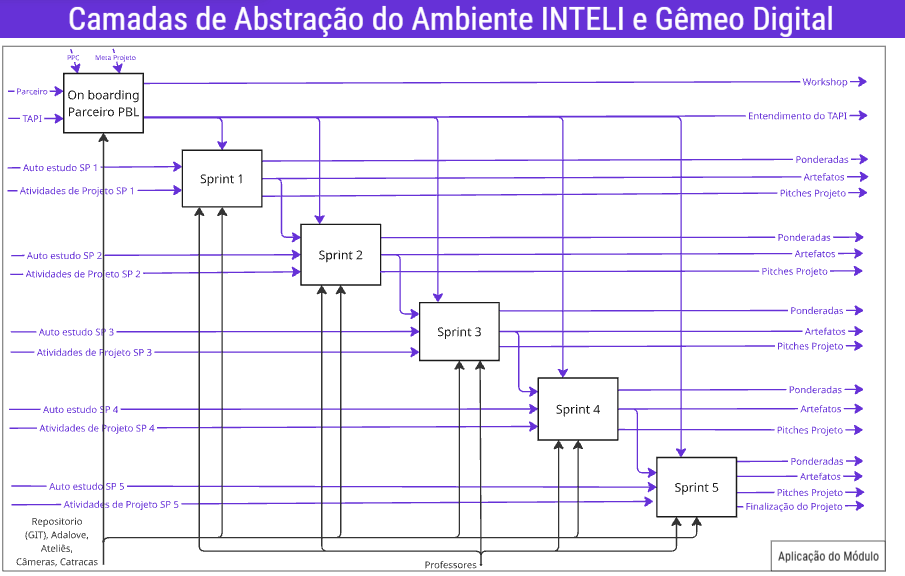 Camadas de Abstração do Ambiente INTELI e Gêmeo Digital
PPC
Meta Projeto
Parceiro
TAPI
On boarding
Parceiro PBL
Workshop
Entendimento do TAPI
Auto estudo SP 1
Atividades de Projeto SP 1
Sprint 1
Ponderadas
Artefatos
Pitches Projeto
Auto estudo SP 2
Atividades de Projeto SP 2
Sprint 2
Ponderadas
Artefatos
Pitches Projeto
Auto estudo SP 3
Atividades de Projeto SP 3
Sprint 3
Ponderadas
Artefatos
Pitches Projeto
Auto estudo SP 4
Atividades de Projeto SP 4
Sprint 4
Ponderadas
Artefatos
Pitches Projeto
Auto estudo SP 5
Atividades de Projeto SP 5
Sprint 5
Ponderadas
Artefatos
Pitches Projeto
Finalização do Projeto
Repositorio
(GIT), Adalove,
Ateliês,
Câmeras, Catracas
Professores
Aplicação do Módulo